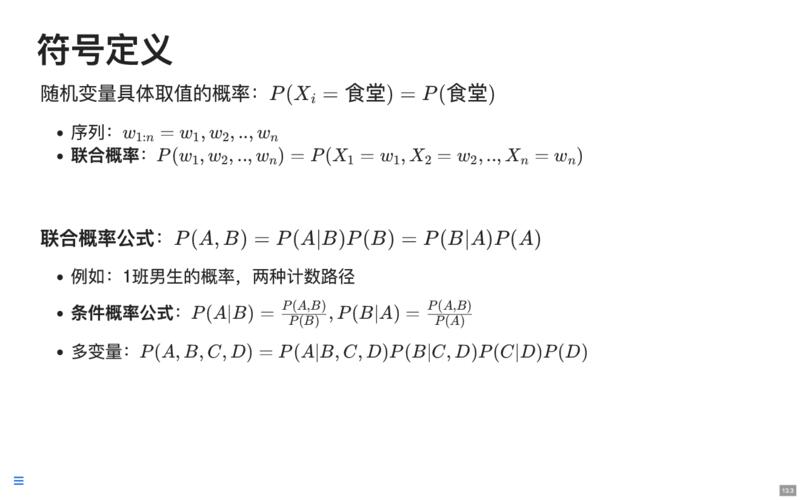 符号定义
随机变量具体取值的概率：P(X_i = 食堂) = P(食堂)
• 序列：w_{1:n} = w_1, w_2, .., w_n
• 联合概率：P(w_1, w_2, .., w_n) = P(X_1 = w_1, X_2 = w_2, .., X_n = w_n)
联合概率公式：P(A, B) = P(A|B)P(B) = P(B|A)P(A)
• 例如：1班男生的概率，两种计数路径
• 条件概率公式：P(A|B) = \frac{P(A,B)}{P(B)}, P(B|A) = \frac{P(A,B)}{P(A)}
• 多变量：P(A, B, C, D) = P(A|B, C, D)P(B|C, D)P(C|D)P(D)
13.3